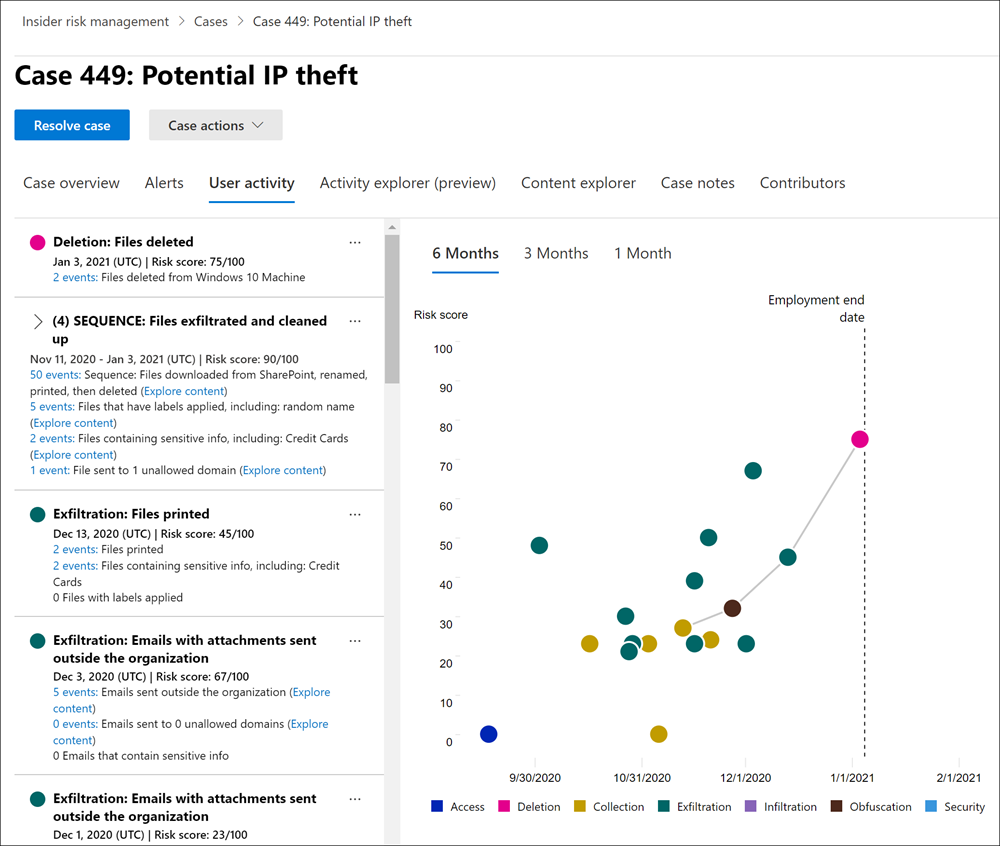 Insider risk management > Cases > Case 449: Potential IP theft
Case 449: Potential IP theft
Resolve case
Case actions
Case overview
Alerts
User activity
Activity explorer (preview)
Content explorer
Case notes
Contributors
Deletion: Files deleted
...
Jan 3, 2021 (UTC) | Risk score: 75/100
2 events: Files deleted from Windows 10 Machine
(4) SEQUENCE: Files exfiltrated and cleaned
...
up
Nov 11, 2020 - Jan 3, 2021 (UTC) | Risk score: 90/100
50 events: Sequence: Files downloaded from SharePoint, renamed,
printed, then deleted (Explore content)
5 events: Files that have labels applied, including: random name
(Explore content)
2 events: Files containing sensitive info, including: Credit Cards
(Explore content)
1 event: File sent to 1 unallowed domain (Explore content)
Exfiltration: Files printed
...
Dec 13, 2020 (UTC) | Risk score: 45/100
2 events: Files printed
2 events: Files containing sensitive info, including: Credit
Cards
0 Files with labels applied
Exfiltration: Emails with attachments sent
...
outside the organization
Dec 3, 2020 (UTC) | Risk score: 67/100
5 events: Emails sent outside the organization (Explore
content)
0 events: Emails sent to 0 unallowed domains (Explore
content)
0 Emails that contain sensitive info
Exfiltration: Emails with attachments sent
...
outside the organization
Dec 1, 2020 (UTC) | Risk score: 23/100
6 Months
3 Months
1 Month
Employment end
date
Risk score
100
90
80
70
60
50
40
30
20
10
0
9/30/2020
10/31/2020
12/1/2020
1/1/2021
2/1/2021
Access
Deletion
Collection
Exfiltration
Infiltration
Obfuscation
Security